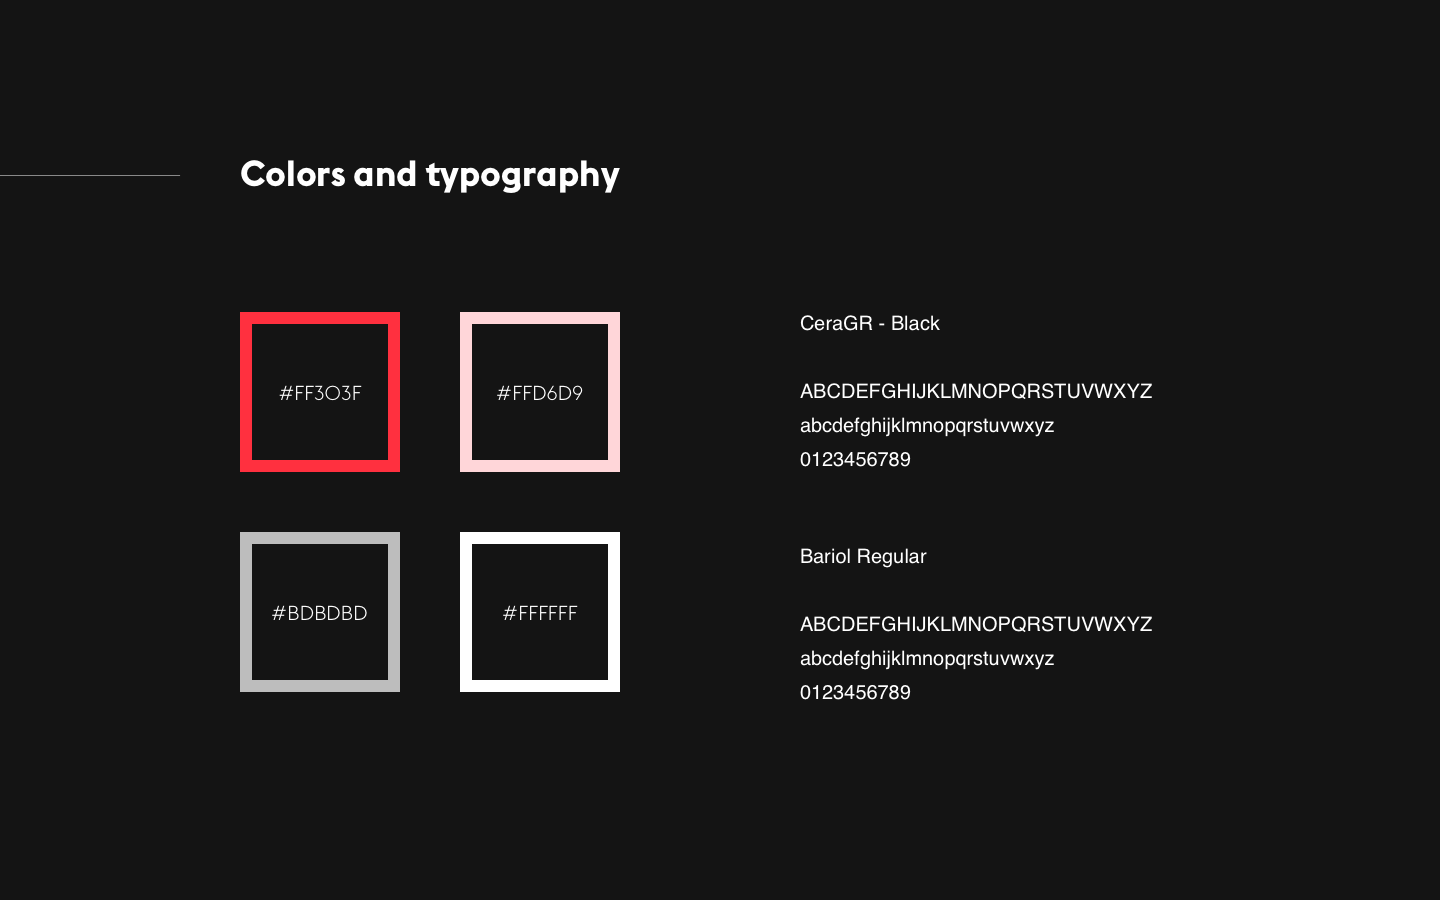 Colors and typography
#FF303F
#FFD6D9
#BDBDBD
#FFFFFF
CeraGR - Black
ABCDEFGHIJKLMNOPQRSTUVWXYZ
abcdefghijklmnopqrstuvwxyz
0123456789
Bariol Regular
ABCDEFGHIJKLMNOPQRSTUVWXYZ
abcdefghijklmnopqrstuvwxyz
0123456789